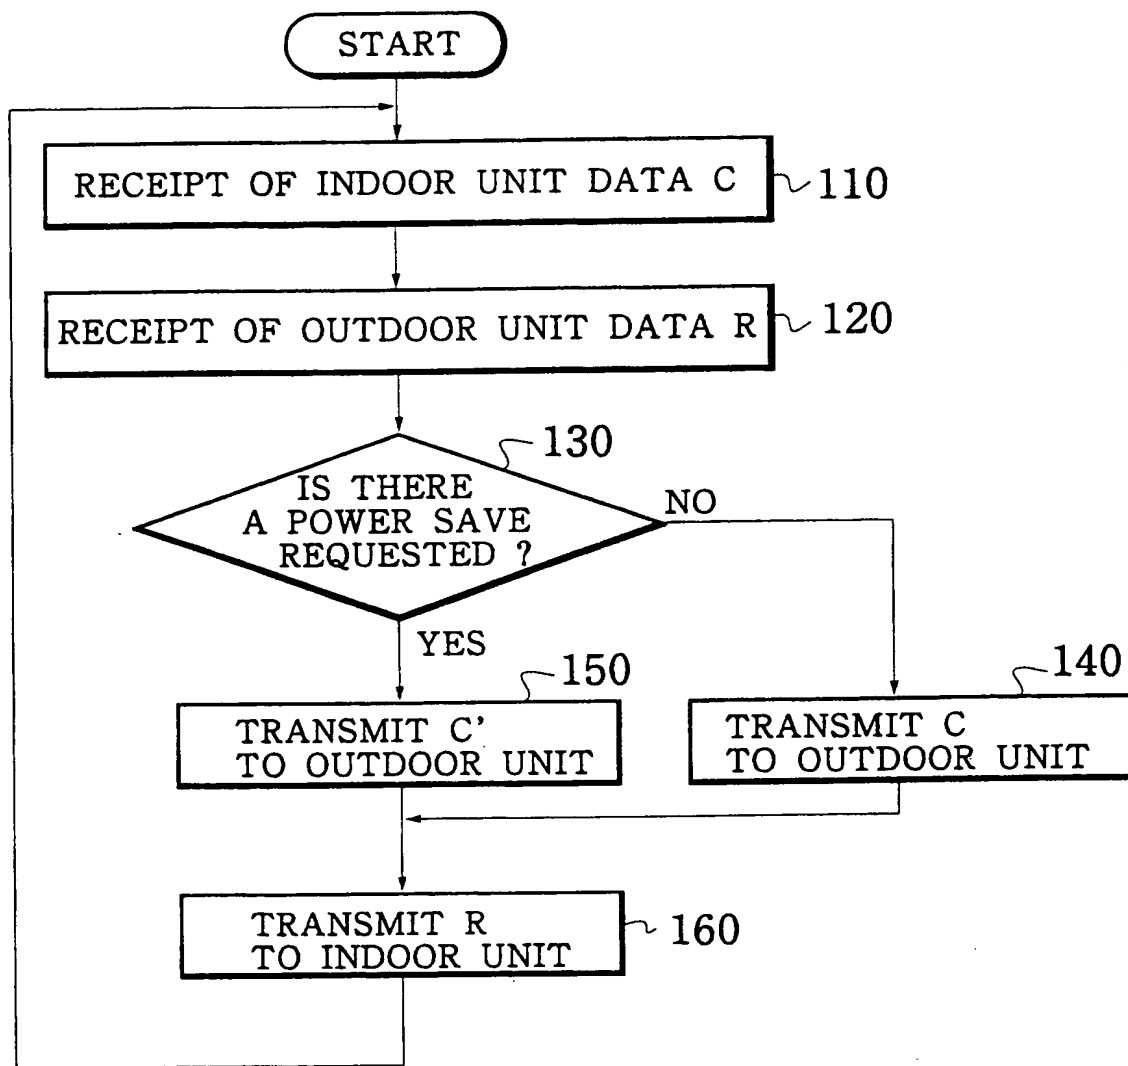 START
RECEIPT OF INDOOR UNIT DATA C
110
RECEIPT OF OUTDOOR UNIT DATA R
120
130
IS THERE
A POWER SAVE
REQUESTED ?
NO
YES
150
TRANSMIT C'
TO OUTDOOR UNIT
140
TRANSMIT C
TO OUTDOOR UNIT
TRANSMIT R
TO INDOOR UNIT
160